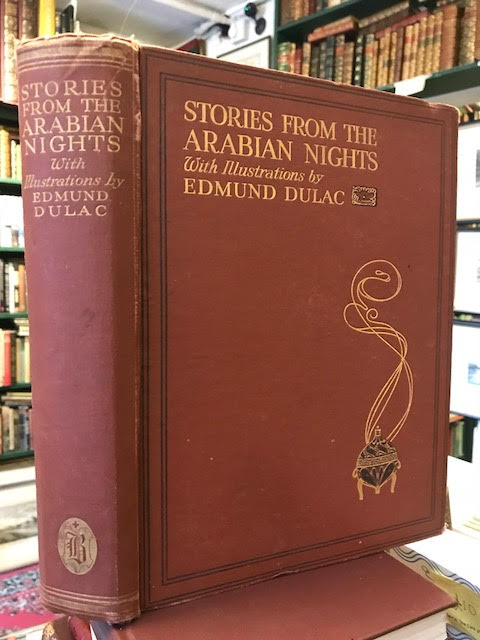 STORIES
FROM THE
ARABIAN
NIGHTS
With
Illustrations by
EDMUND
DULAC
B
STORIES FROM THE
ARABIAN NIGHTS
With Illustrations by
EDMUND DULAC